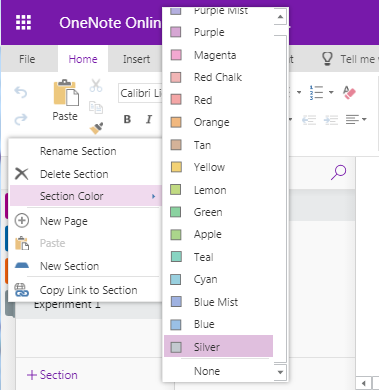 OneNote Online
File Home Insert
Tell me
Paste
Calibri Li
B I
Rename Section
Delete Section
Section Color
New Page
Paste
New Section
Copy Link to Section
Experiment 1
+ Section
Purple Mist
Purple
Magenta
Red Chalk
Red
Orange
Tan
Yellow
Lemon
Green
Apple
Teal
Cyan
Blue Mist
Blue
Silver
None